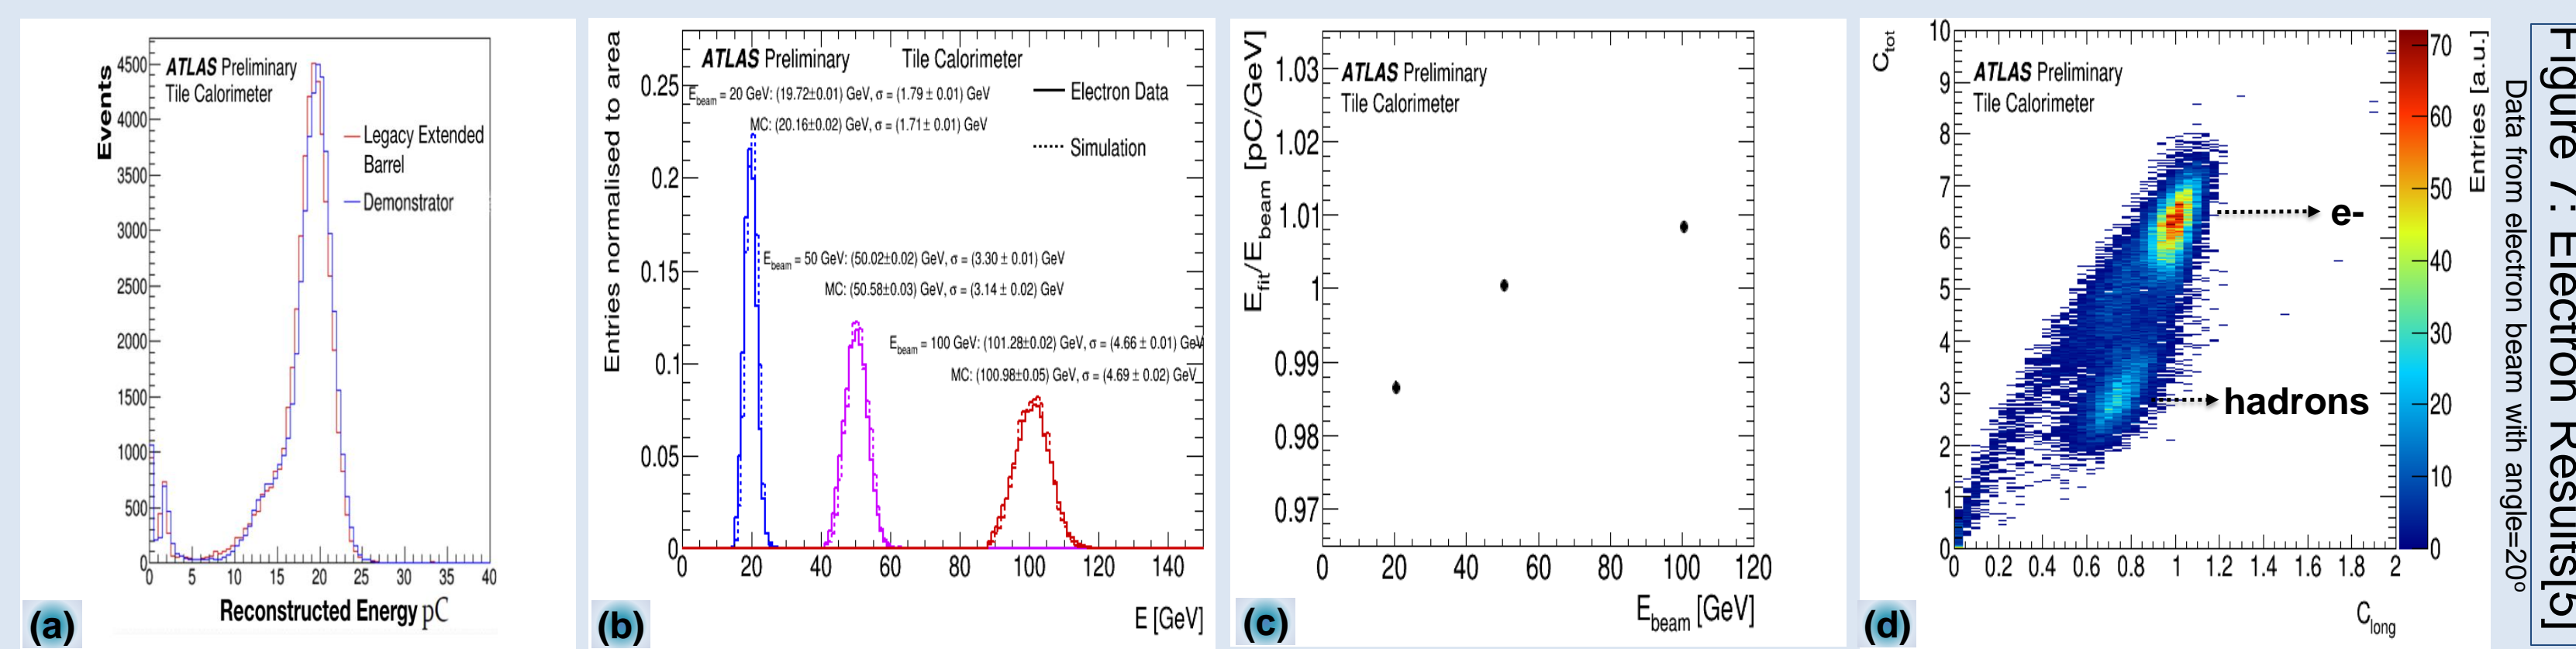 4500
4000
3500
3000
2500
2000
1500
1000
500
0
Events
ATLAS Preliminary
Tile Calorimeter
Legacy Extended
Barrel
Demonstrator
0 5 10 15 20 25 30 35 40
Reconstructed Energy pC
(a)
Entries normalised to area
0.25
0.2
0.15
0.1
0.05
0
ATLAS Preliminary Tile Calorimeter
Electron Data
Simulation
Ebeam = 20 GeV: (19.72±0.01) GeV, σ = (1.79 ± 0.01) GeV
MC: (20.16±0.02) GeV, σ = (1.71± 0.01) GeV
Ebeam = 50 GeV: (50.02±0.02) GeV, σ = (3.30 ± 0.01) GeV
MC: (50.58±0.03) GeV, σ = (3.14 ± 0.02) GeV
Ebeam = 100 GeV: (101.28±0.02) GeV, σ = (4.66 ± 0.01) GeV
MC: (100.98±0.05) GeV, σ = (4.69 ± 0.02) GeV
0 20 40 60 80 100 120 140
E [GeV]
(b)
Efit/Ebeam [pC/GeV]
1.03
1.02
1.01
1
0.99
0.98
0.97
ATLAS Preliminary
Tile Calorimeter
0 20 40 60 80 100 120
Ebeam [GeV]
(c)
Ctot
10
9
8
7
6
5
4
3
2
1
0
ATLAS Preliminary
Tile Calorimeter
e-
hadrons
0 0.2 0.4 0.6 0.8 1 1.2 1.4 1.6 1.8 2
Clong
70
60
50
40
30
20
10
0
Entries [a.u.]
(d)
Figure 7: Electron Results[5]
Data from electron beam with angle=20º